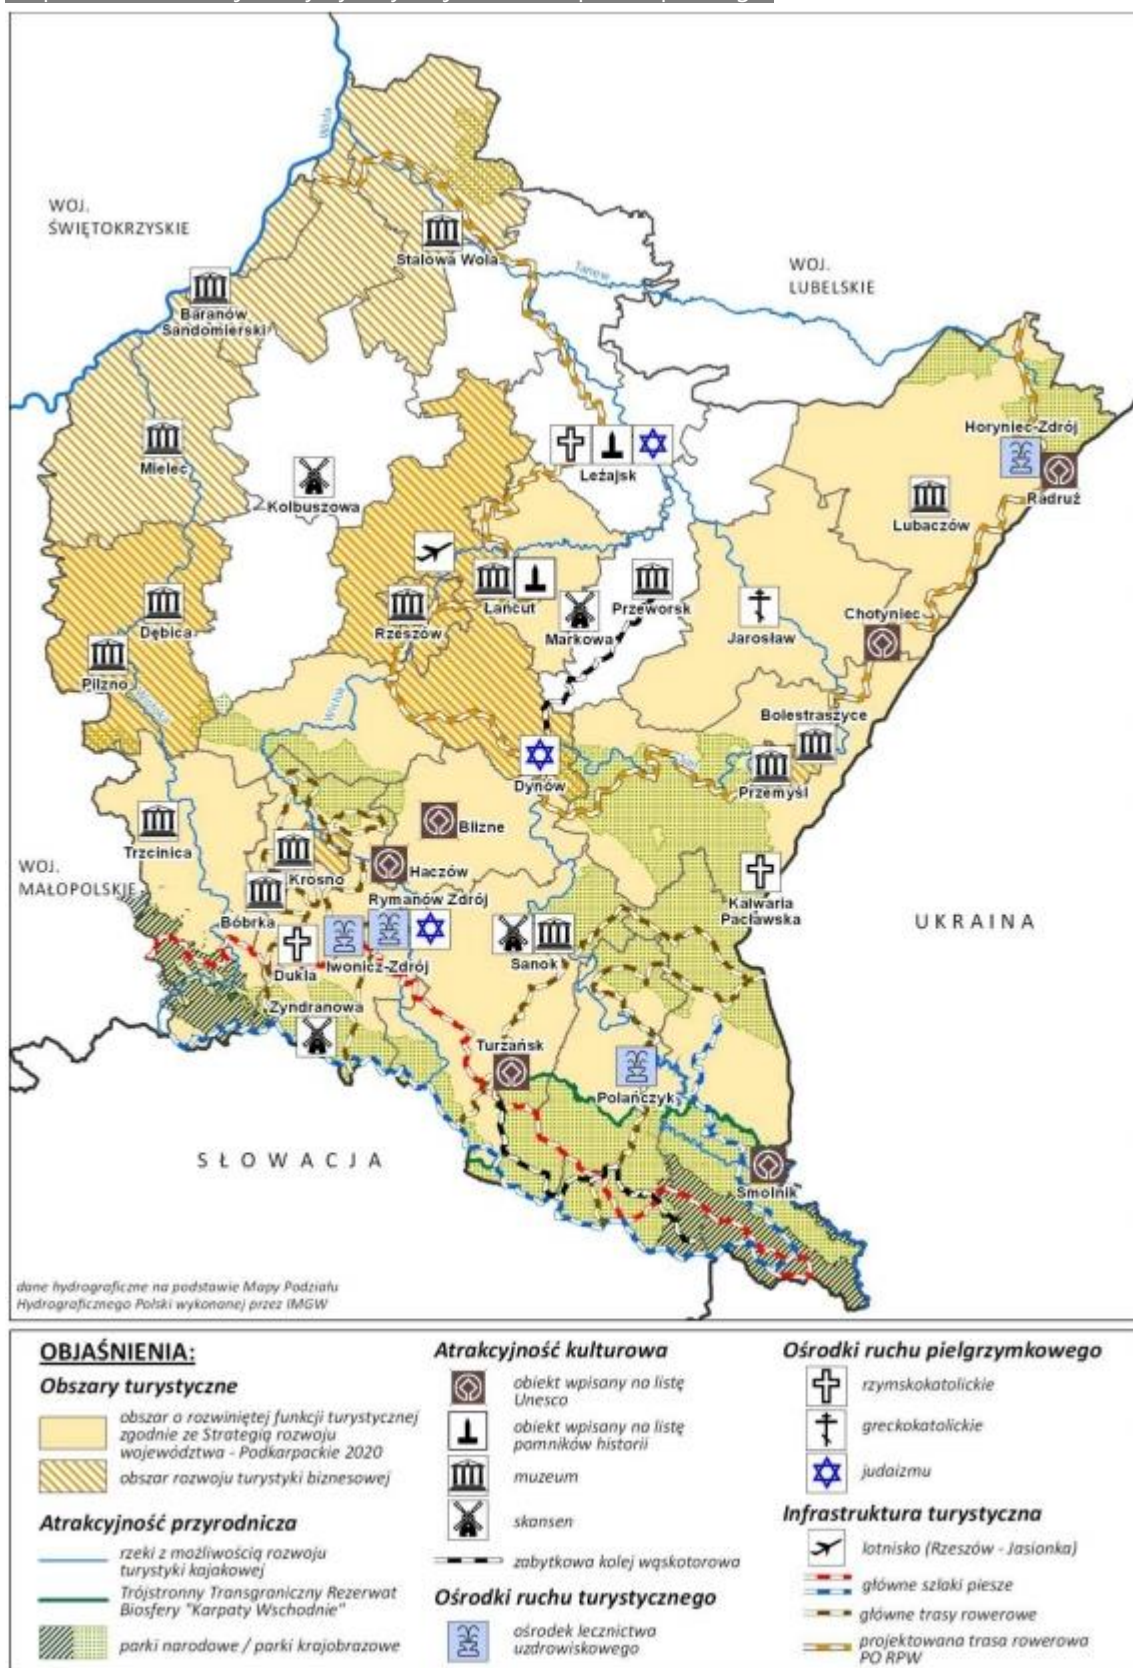 Wisła
WOJ.
ŚWIĘTOKRZYSKIE
Stalowa Wola
Tanew
WOJ.
LUBELSKIE
Baranów
Sandomierski
Horyniec-Zdrój
Mielec
Leżajsk
Radruż
Kolbuszowa
Lubaczów
Łańcut
Przeworsk
Chotyniec
Dębica
Rzeszów
Markowa
Jarosław
Pilzno
Wisłoka
Wisłok
Bolestraszyce
San
Dynów
Przemyśl
Trzcinica
Blizne
WOJ.
MAŁOPOLSKIE
Krosno
Haczów
Rymanów Zdrój
Kalwaria
Pacławska
Bóbrka
UKRAINA
Dukla
Iwonicz-Zdrój
Sanok
Zyndranowa
Turzańsk
Polańczyk
SŁOWACJA
Smolnik
dane hydrograficzne na podstawie Mapy Podziału
Hydrograficznego Polski wykonanej przez IMGW
OBJAŚNIENIA:
Obszary turystyczne
obszar o rozwiniętej funkcji turystycznej
zgodnie ze Strategią rozwoju
województwa - Podkarpackie 2020
obszar rozwoju turystyki biznesowej
Atrakcyjność przyrodnicza
rzeki z możliwością rozwoju
turystyki kajakowej
Trójstronny Transgraniczny Rezerwat
Biosfery "Karpaty Wschodnie"
parki narodowe / parki krajobrazowe
Atrakcyjność kulturowa
obiekt wpisany na listę
Unesco
obiekt wpisany na listę
pomników historii
muzeum
skansen
zabytkowa kolej wąskotorowa
Ośrodki ruchu turystycznego
ośrodek lecznictwa
uzdrowiskowego
Ośrodki ruchu pielgrzymkowego
rzymskokatolickie
greckokatolickie
judaizmu
Infrastruktura turystyczna
lotnisko (Rzeszów - Jasionka)
główne szlaki piesze
główne trasy rowerowe
projektowana trasa rowerowa
PO RPW